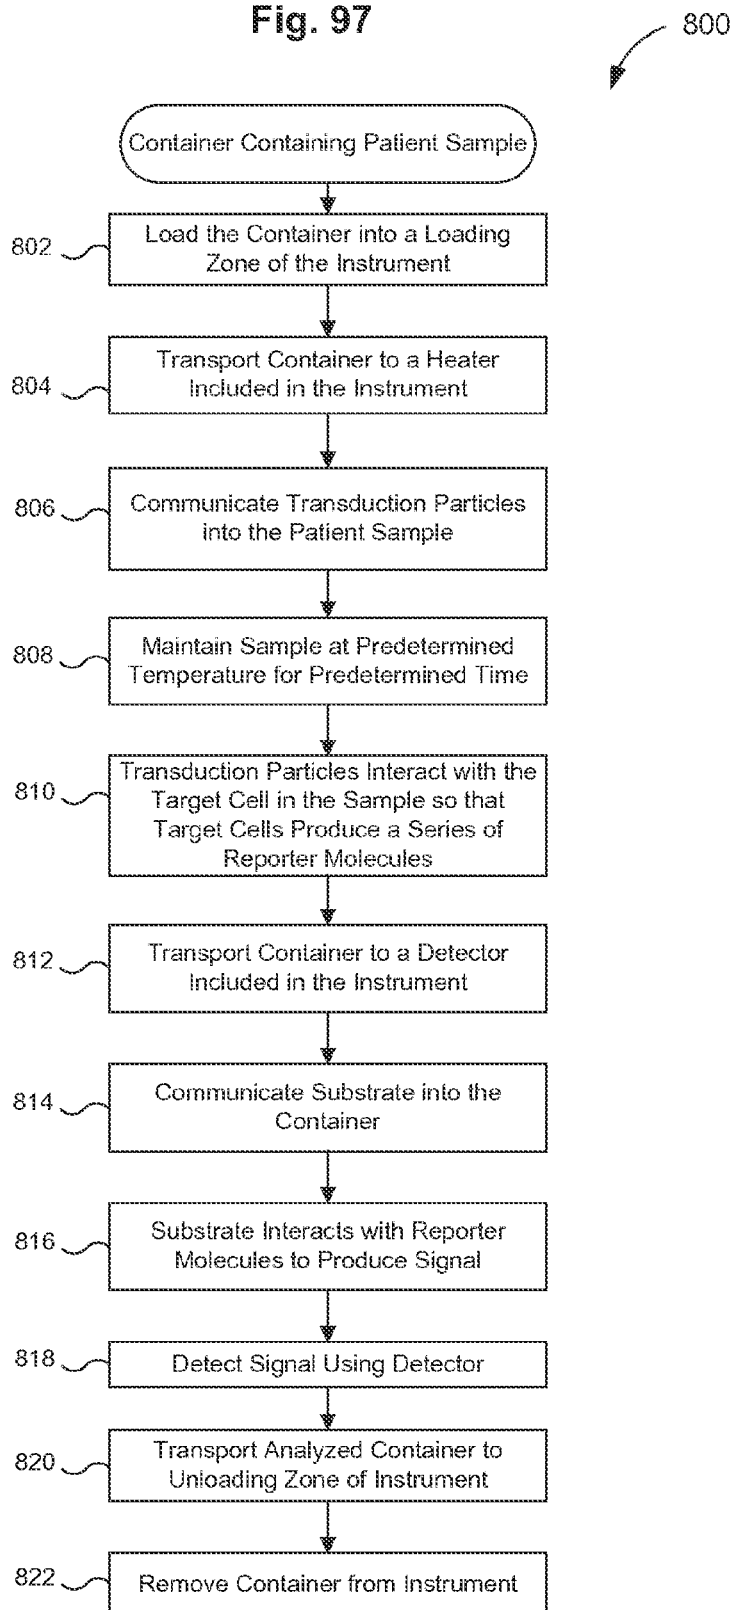 Fig. 97
800
Container Containing Patient Sample
802
Load the Container into a Loading
Zone of the Instrument
804
Transport Container to a Heater
Included in the Instrument
806
Communicate Transduction Particles
into the Patient Sample
808
Maintain Sample at Predetermined
Temperature for Predetermined Time
810
Transduction Particles Interact with the
Target Cell in the Sample so that
Target Cells Produce a Series of
Reporter Molecules
812
Transport Container to a Detector
Included in the Instrument
814
Communicate Substrate into the
Container
816
Substrate Interacts with Reporter
Molecules to Produce Signal
818
Detect Signal Using Detector
820
Transport Analyzed Container to
Unloading Zone of Instrument
822
Remove Container from Instrument